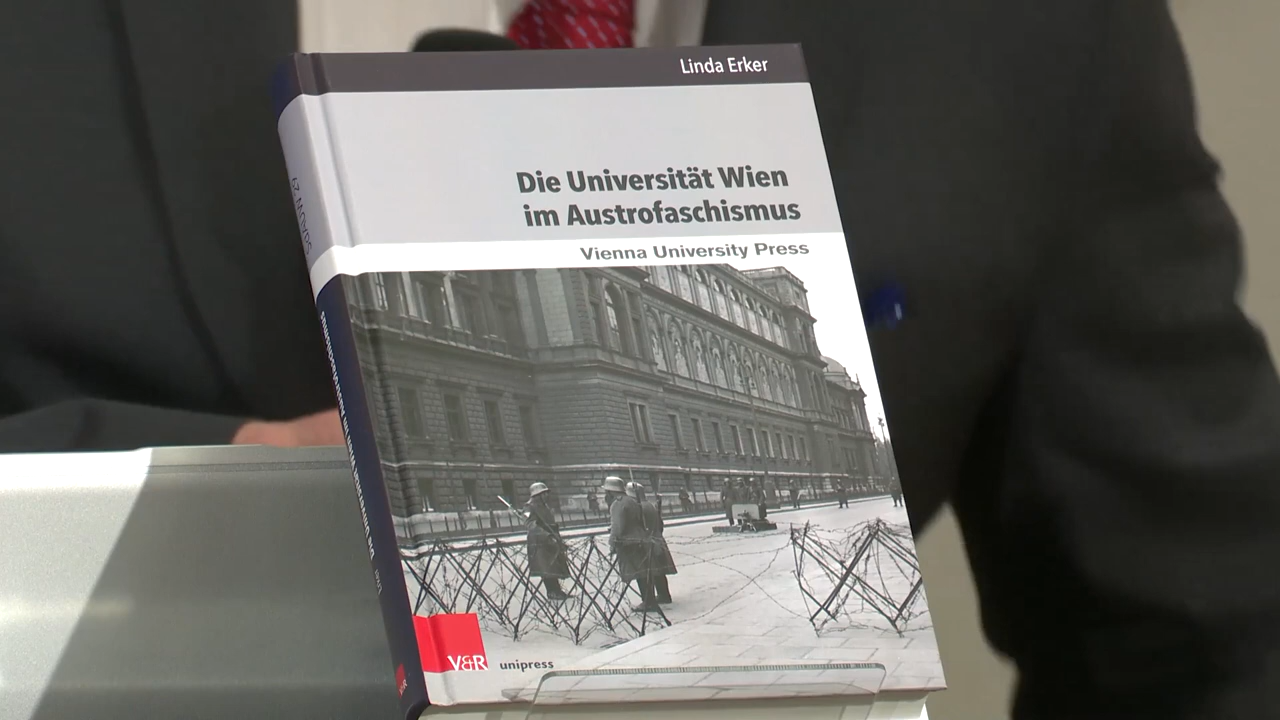 Linda Erker
Die Universität Wien
im Austrofaschismus
Vienna University Press
V&R
unipress